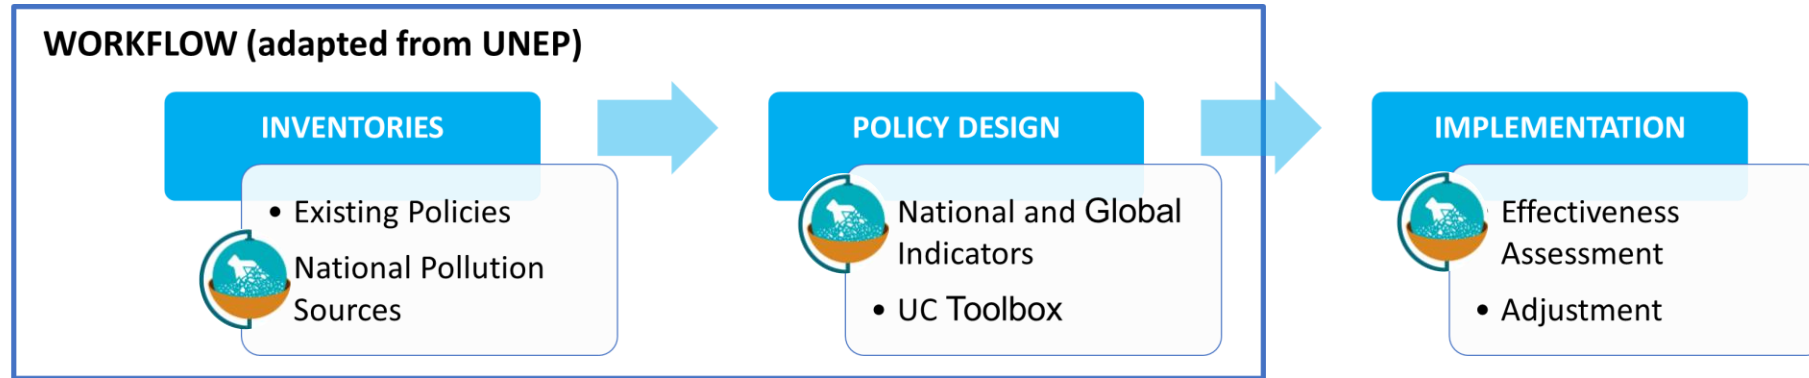 WORKFLOW (adapted from UNEP)
INVENTORIES
• Existing Policies
National Pollution
Sources
POLICY DESIGN
National and Global
Indicators
• UC Toolbox
IMPLEMENTATION
Effectiveness
Assessment
• Adjustment